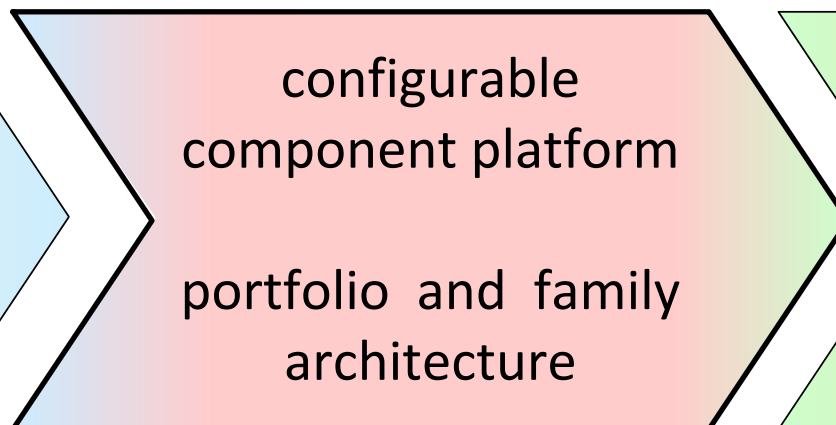 configurable
component platform
portfolio and family
architecture